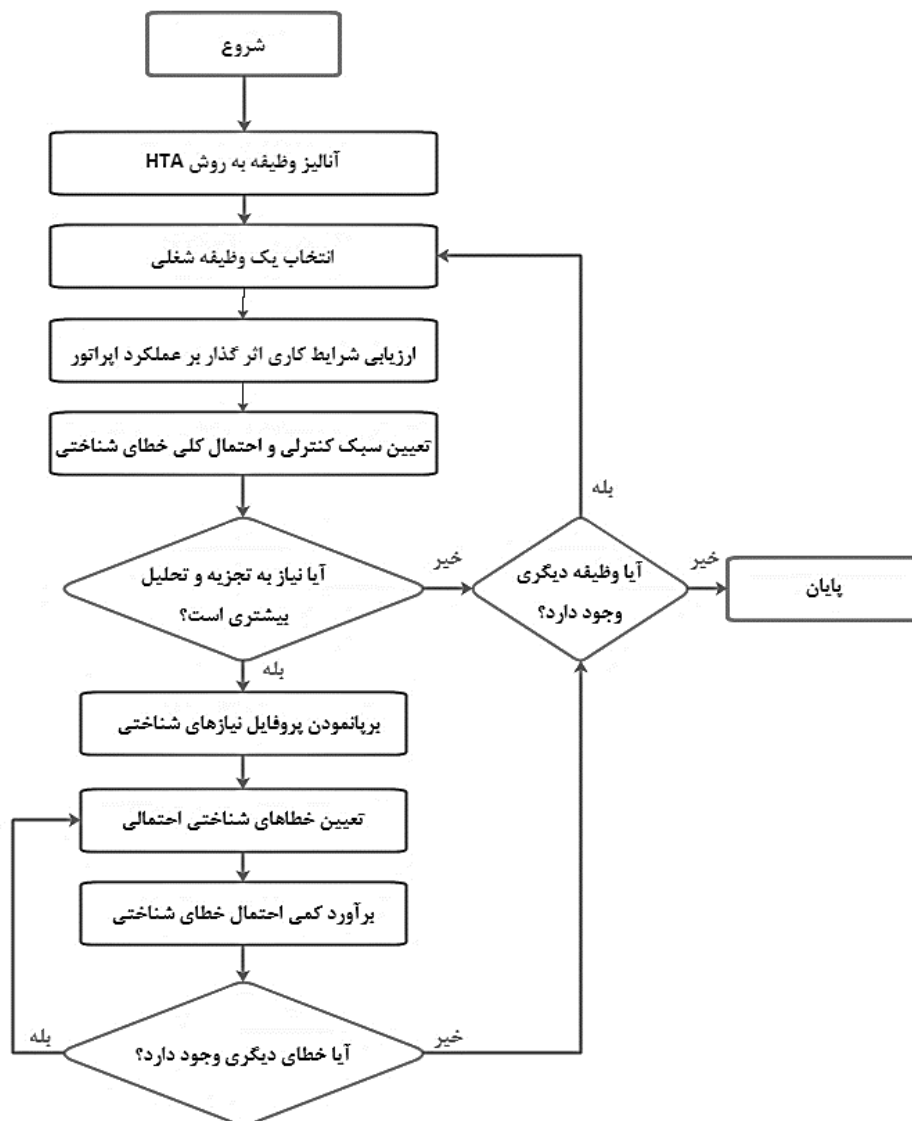 شروع
آنالیز وظیفه به روش HTA
انتخاب یک وظیفه شغلی
ارزیابی شرایط کاری اثر گذار بر عملکرد اپراتور
تعیین سبک کنترلی و احتمال کلی خطای شناختی
آیا نیاز به تجزیه و تحلیل
بیشتری است؟
خیر
بله
آیا وظیفه دیگری
وجود دارد؟
بله
خیر
پایان
برپانمودن پروفایل نیازهای شناختی
تعیین خطاهای شناختی احتمالی
برآورد کمی احتمال خطای شناختی
آیا خطای دیگری وجود دارد؟
بله
خیر